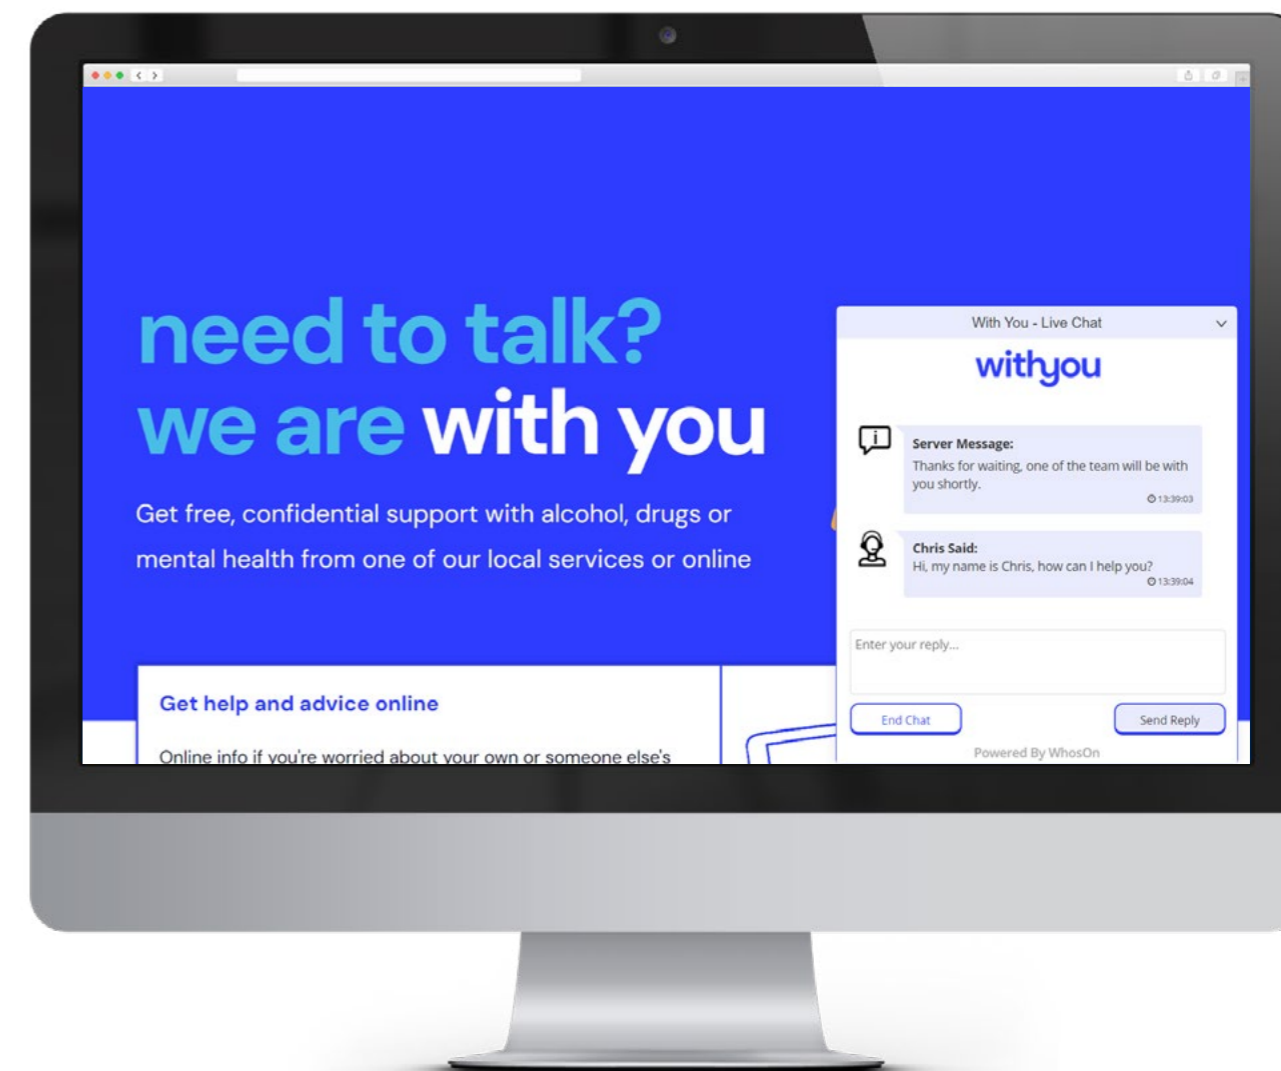 need to talk?
we are with you
Get free, confidential support with alcohol, drugs or
mental health from one of our local services or online
Get help and advice online
Online info if you're worried about your own or someone else's
With You - Live Chat
withyou
Server Message:
Thanks for waiting, one of the team will be with
you shortly.
13:39:03
Chris Said:
Hi, my name is Chris, how can I help you?
13:39:04
Enter your reply...
End Chat
Send Reply
Powered By WhosOn